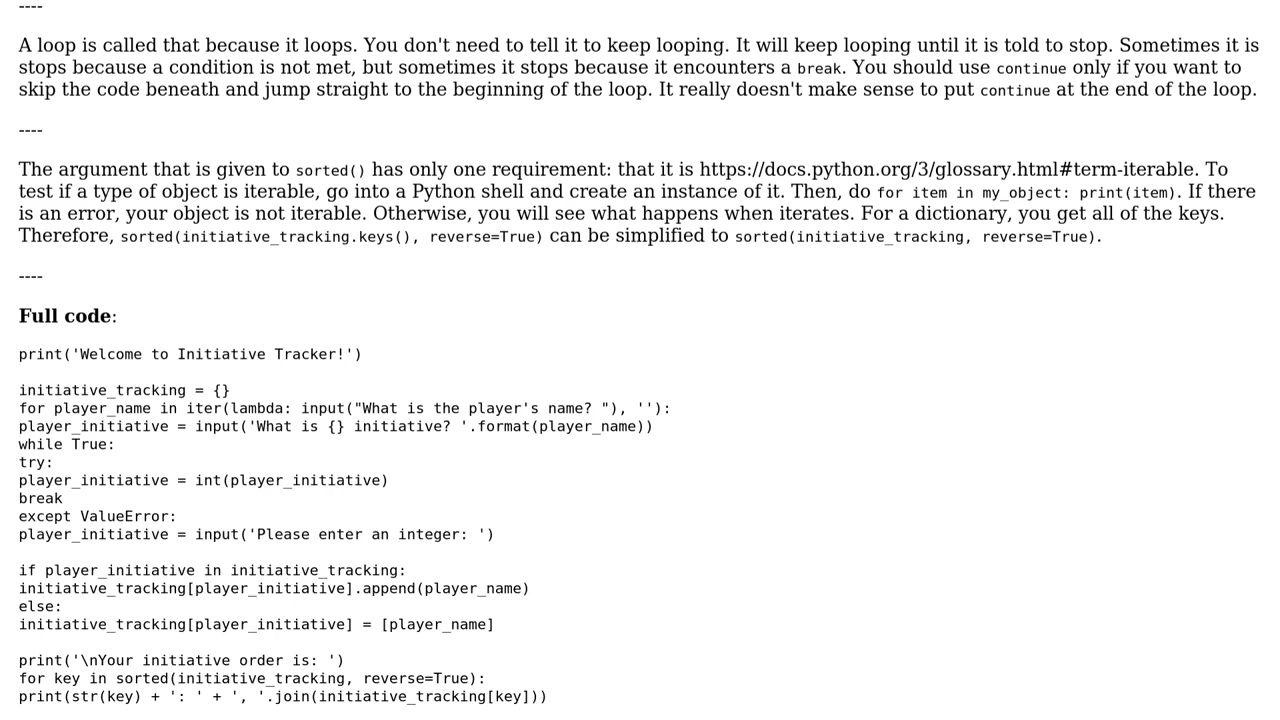 ----
A loop is called that because it loops. You don't need to tell it to keep looping. It will keep looping until it is told to stop. Sometimes it is
stops because a condition is not met, but sometimes it stops because it encounters a break. You should use continue only if you want to
skip the code beneath and jump straight to the beginning of the loop. It really doesn't make sense to put continue at the end of the loop.
----
The argument that is given to sorted() has only one requirement: that it is https://docs.python.org/3/glossary.html#term-iterable. To
test if a type of object is iterable, go into a Python shell and create an instance of it. Then, do for item in my_object: print(item). If there
is an error, your object is not iterable. Otherwise, you will see what happens when iterates. For a dictionary, you get all of the keys.
Therefore, sorted(initiative_tracking.keys(), reverse=True) can be simplified to sorted(initiative_tracking, reverse=True).
----
Full code:
print('Welcome to Initiative Tracker!')
initiative_tracking = {}
for player_name in iter(lambda: input("What is the player's name? "), ''):
player_initiative = input('What is {} initiative? '.format(player_name))
while True:
try:
player_initiative = int(player_initiative)
break
except ValueError:
player_initiative = input('Please enter an integer: ')
if player_initiative in initiative_tracking:
initiative_tracking[player_initiative].append(player_name)
else:
initiative_tracking[player_initiative] = [player_name]
print('\nYour initiative order is: ')
for key in sorted(initiative_tracking, reverse=True):
print(str(key) + ': ' + ', '.join(initiative_tracking[key]))